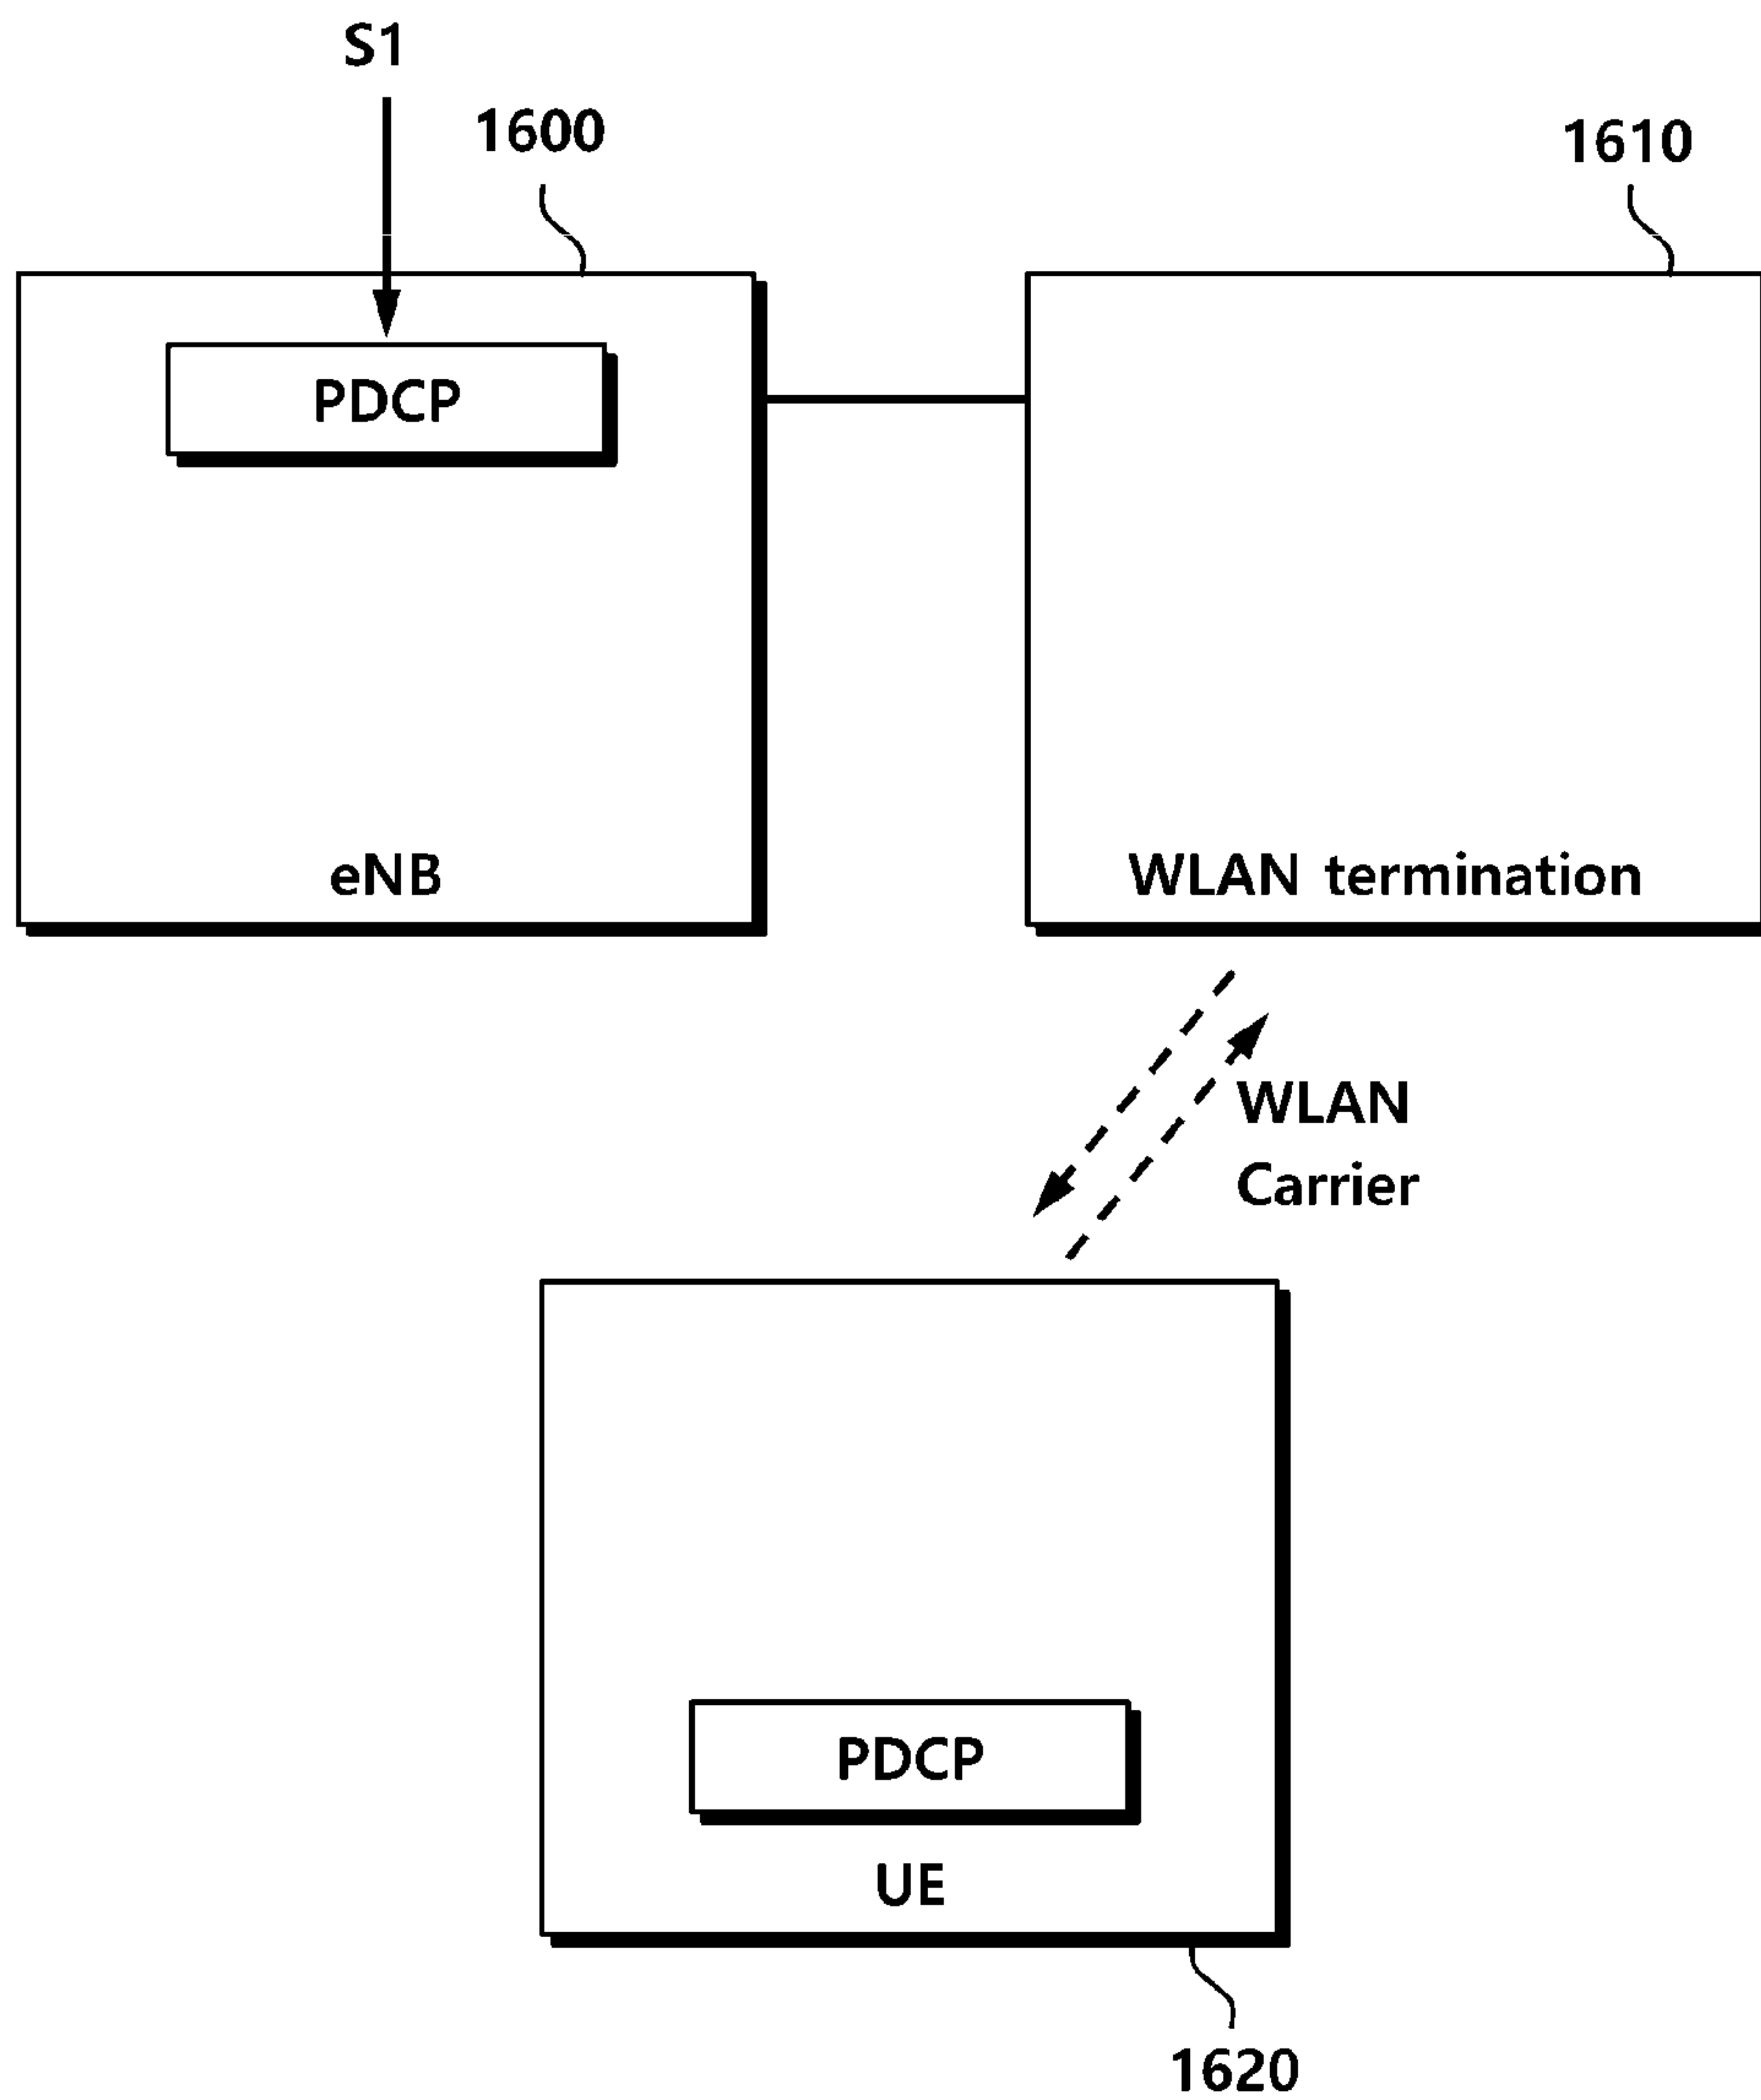 S1
1600
1610
PDCP
eNB
WLAN termination
WLAN
Carrier
PDCP
UE
1620